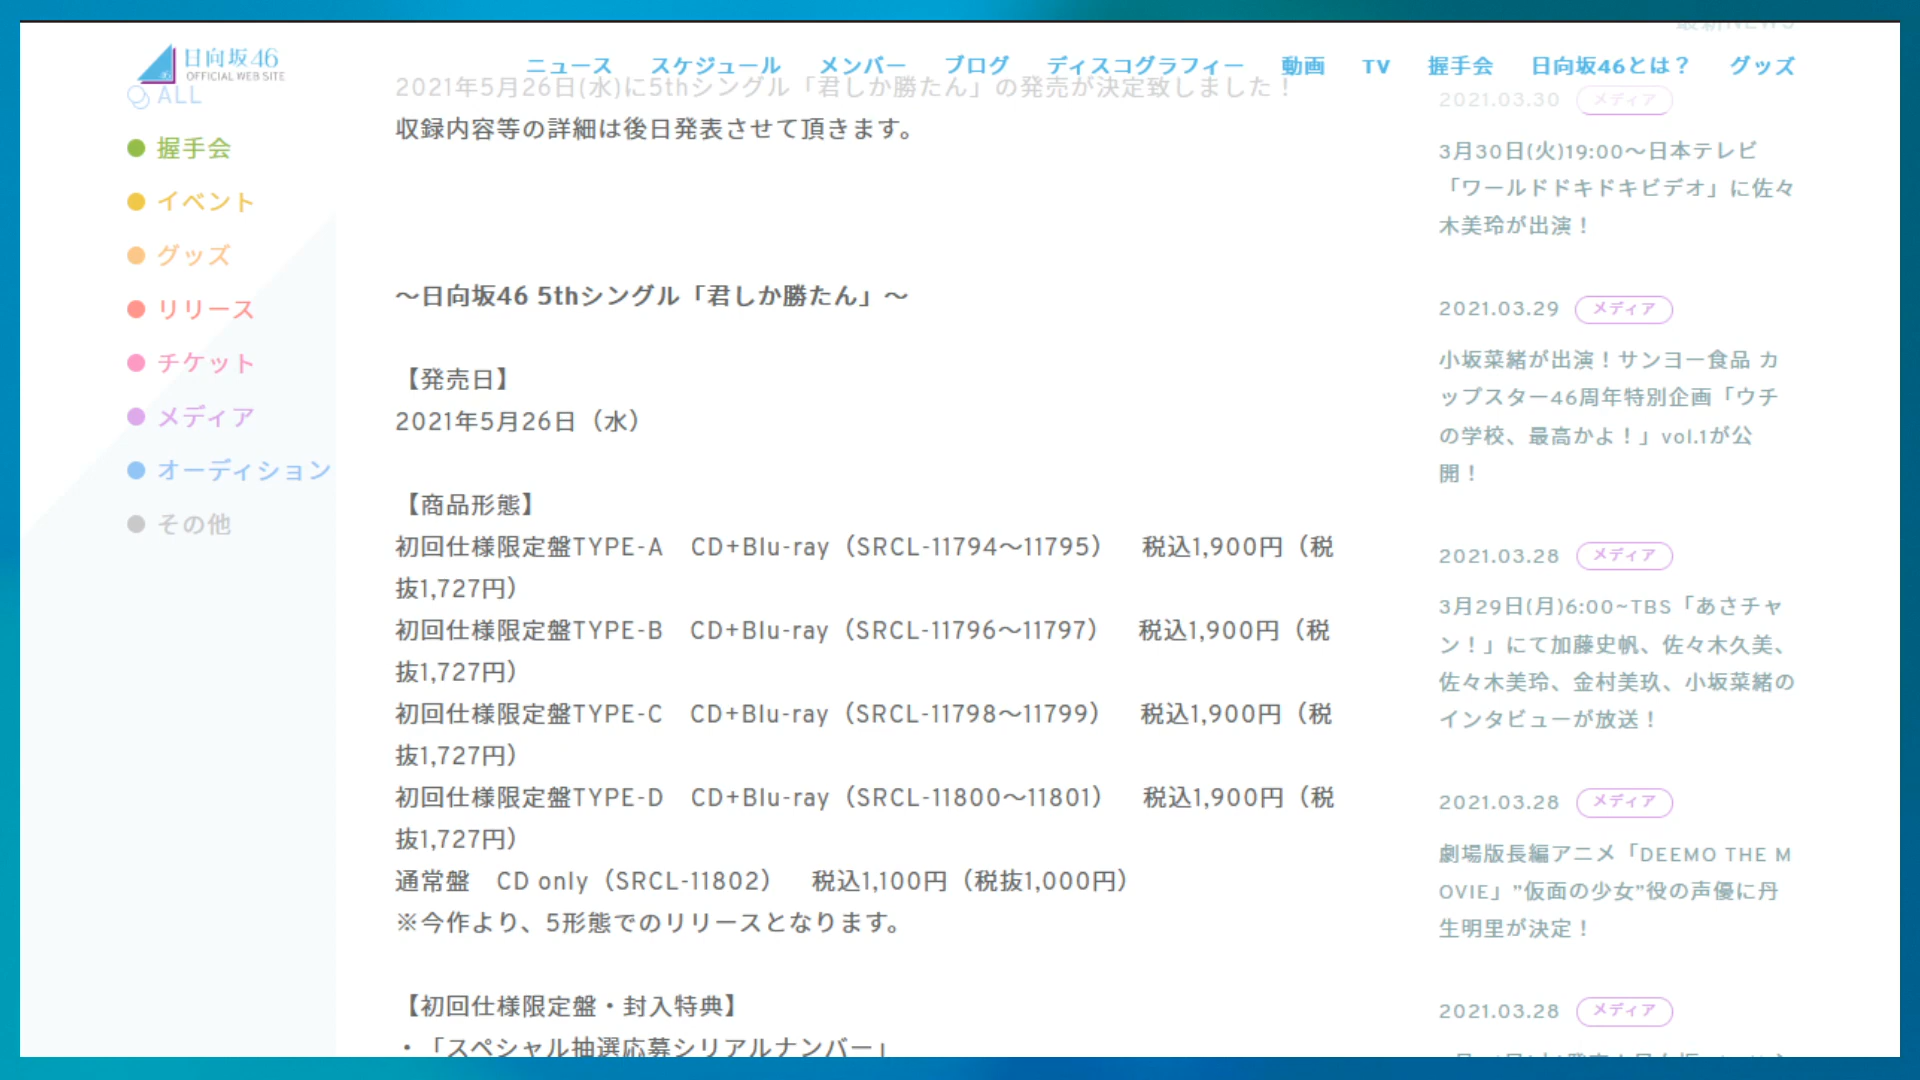 日向坂46
OFFICIAL WEB SITE
ニュース スケジュール メンバー ブログ ディスコグラフィー 動画 TV 握手会 日向坂46とは？ グッズ
ALL
握手会
イベント
グッズ
リリース
チケット
メディア
オーディション
その他
2021年5月26日(水)に5thシングル「君しか勝たん」の発売が決定致しました！
収録内容等の詳細は後日発表させて頂きます。
～日向坂46 5thシングル「君しか勝たん」～
【発売日】
2021年5月26日（水）
【商品形態】
初回仕様限定盤TYPE-A　CD+Blu-ray（SRCL-11794～11795）　税込1,900円（税
抜1,727円）
初回仕様限定盤TYPE-B　CD+Blu-ray（SRCL-11796～11797）　税込1,900円（税
抜1,727円）
初回仕様限定盤TYPE-C　CD+Blu-ray（SRCL-11798～11799）　税込1,900円（税
抜1,727円）
初回仕様限定盤TYPE-D　CD+Blu-ray（SRCL-11800～11801）　税込1,900円（税
抜1,727円）
通常盤　CD only（SRCL-11802）　税込1,100円（税抜1,000円）
※今作より、5形態でのリリースとなります。
【初回仕様限定盤・封入特典】
・「スペシャル抽選応募シリアルナンバー」
最新NEWS
2021.03.30 メディア
3月30日(火)19:00〜日本テレビ
「ワールドドキドキビデオ」に佐々
木美玲が出演！
2021.03.29 メディア
小坂菜緒が出演！サンヨー食品 カ
ップスター46周年特別企画「ウチ
の学校、最高かよ！」vol.1が公
開！
2021.03.28 メディア
3月29日(月)6:00~TBS「あさチャ
ン！」にて加藤史帆、佐々木久美、
佐々木美玲、金村美玖、小坂菜緒の
インタビューが放送！
2021.03.28 メディア
劇場版長編アニメ「DEEMO THE M
OVIE」”仮面の少女”役の声優に丹
生明里が決定！
2021.03.28 メディア